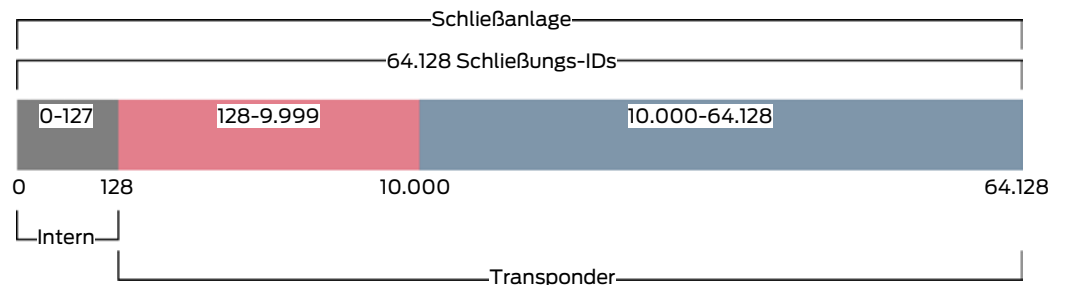 Schließanlage
64.128 Schließungs-IDs
0-127 128-9.999 10.000-64.128
0 128 10.000 64.128
Intern
Transponder